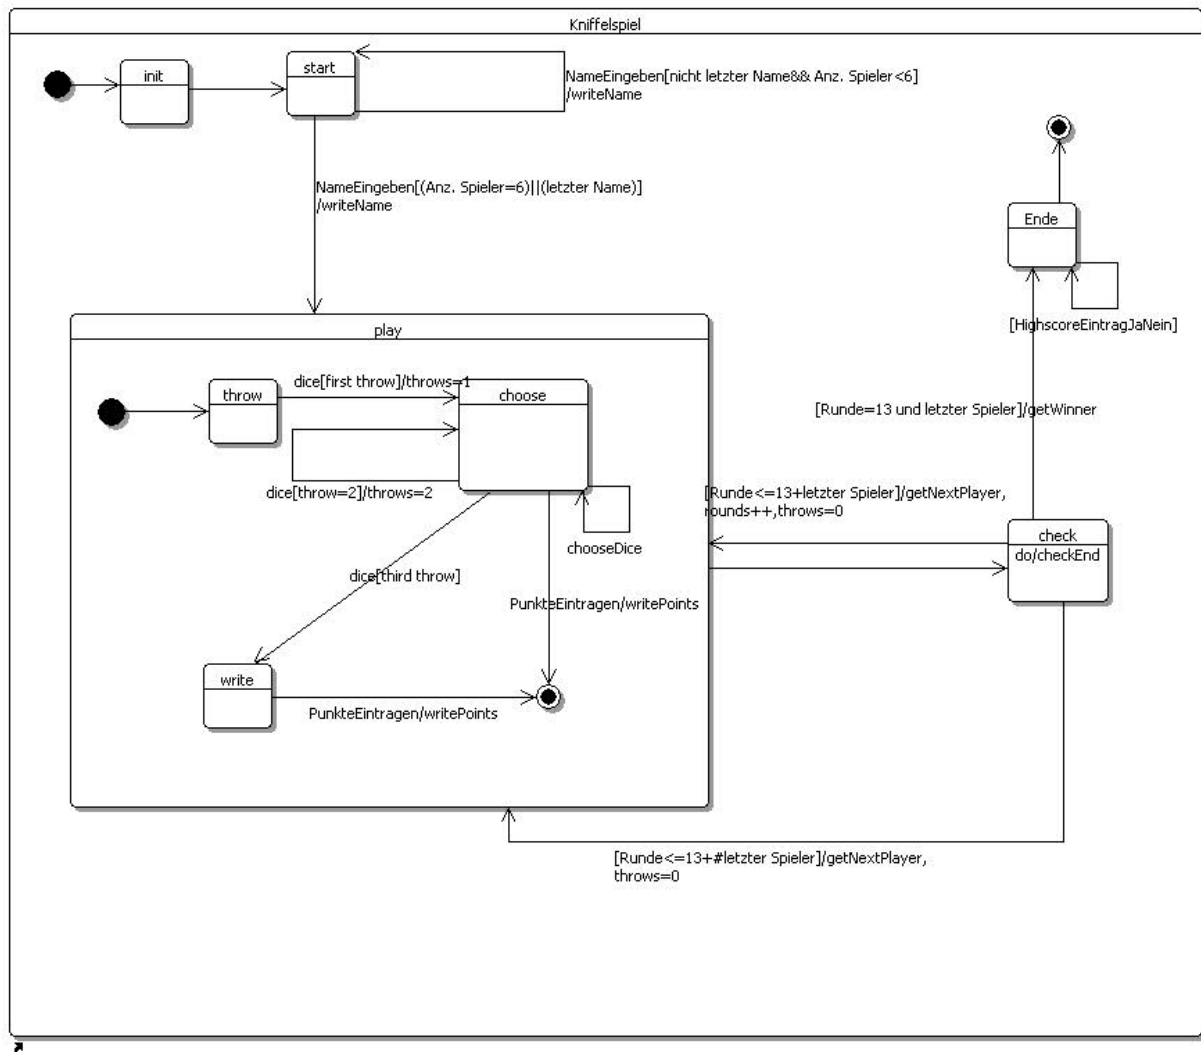 Kniffelspiel
init
start
NameEingeben[nicht letzter Name&& Anz. Spieler<6]
/writeName
NameEingeben[(Anz. Spieler=6)||(letzter Name)]
/writeName
Ende
[HighscoreEintragJaNein]
play
throw
dice[first throw]/throws=1
choose
dice[throw=2]/throws=2
chooseDice
dice[third throw]
PunkteEintragen/writePoints
write
PunkteEintragen/writePoints
[Runde=13 und letzter Spieler]/getWinner
[Runde<=13+letzter Spieler]/getNextPlayer,
rounds++,throws=0
check
do/checkEnd
[Runde<=13+#letzter Spieler]/getNextPlayer,
throws=0